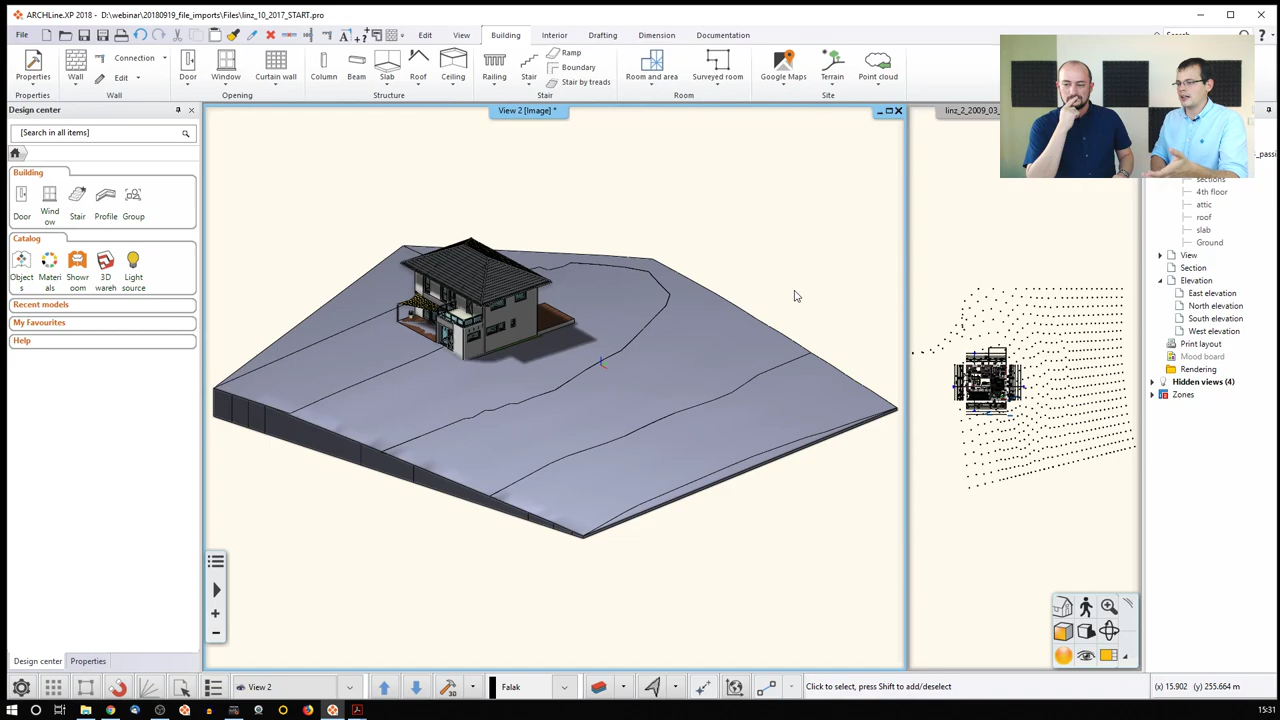 ARCHLine.XP 2018 - D:\webinar\20180919_file_imports\Files\linz_10_2017_START.pro
File
Edit
View
Building
Interior
Drafting
Dimension
Documentation
Search...
Properties
Wall
Connection
Edit
Door
Window
Curtain wall
Column
Beam
Slab
Roof
Ceiling
Railing
Stair
Ramp
Boundary
Stair by treads
Room and area
Surveyed room
Google Maps
Terrain
Point cloud
Properties
Wall
Opening
Structure
Stair
Room
Site
Design center
[Search in all items]
Building
Door
Wind
ow
Stair
Profile
Group
Catalog
Object
s
Materi
als
Showr
oom
3D
wareh
Light
source
Recent models
My Favourites
Help
View 2 [Image] *
linz_2_2009_03_
_passi
sections
4th floor
attic
roof
slab
Ground
View
Section
Elevation
East elevation
North elevation
South elevation
West elevation
Print layout
Mood board
Rendering
Hidden views (4)
Zones
Design center
Properties
View 2
30
Falak
Click to select, press Shift to add/deselect
(x) 15.902 (y) 255.664 m
15:31